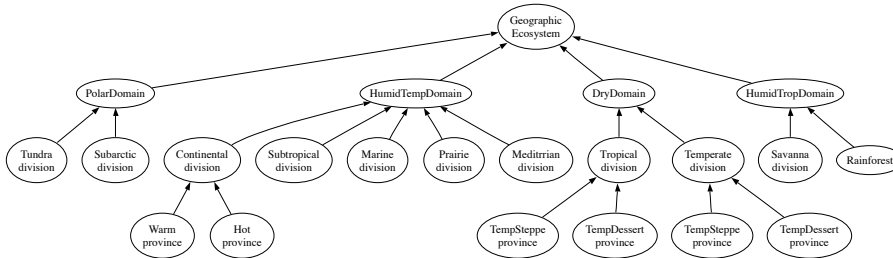 Geographic
Ecosystem
PolarDomain
HumidTempDomain
DryDomain
HumidTropDomain
Tundra
division
Subarctic
division
Continental
division
Subtropical
division
Marine
division
Prairie
division
Meditrrian
division
Tropical
division
Temperate
division
Savanna
division
Rainforest
Warm
province
Hot
province
TempSteppe
province
TempDessert
province
TempSteppe
province
TempDessert
province